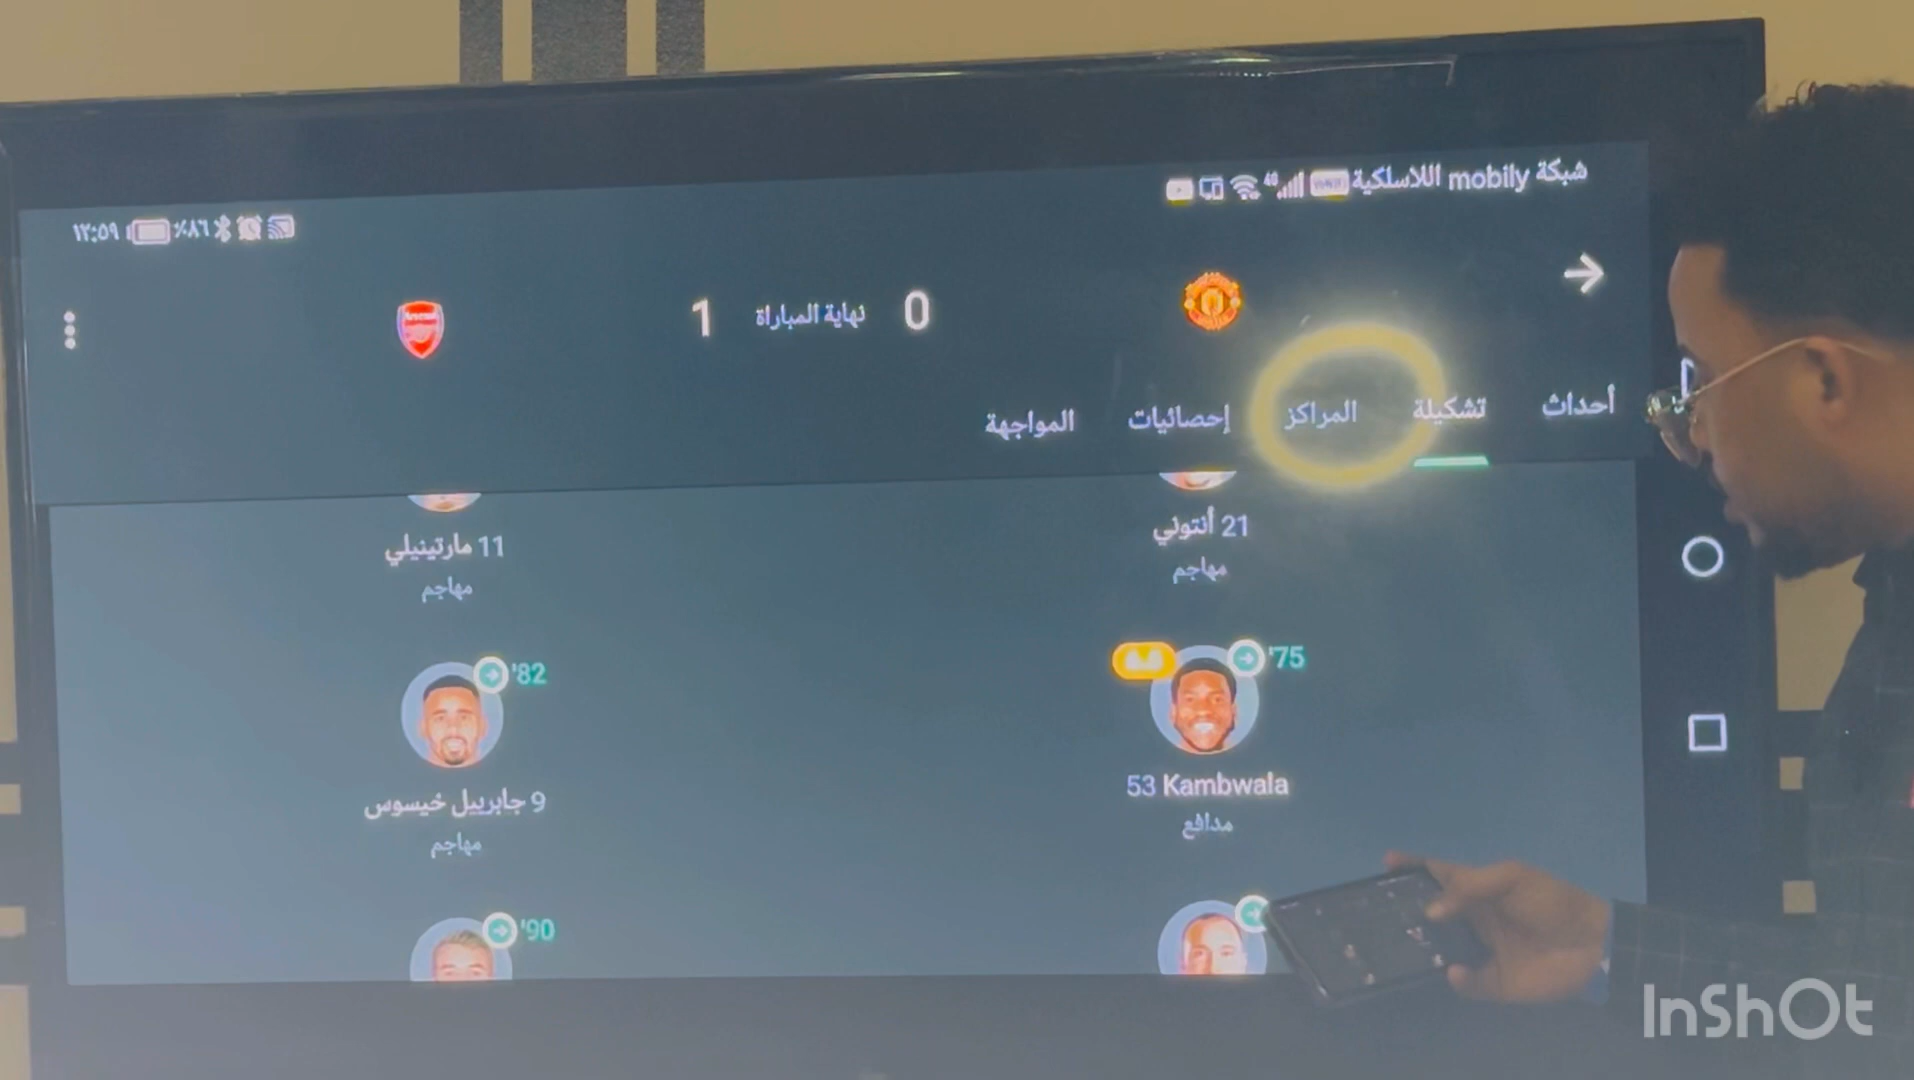 شبكة mobily اللاسلكية
١٢:٥٩ ٪٨٦
0 نهاية المباراة 1
أحداث تشكيلة المراكز إحصائيات المواجهة
21 أنتوني
مهاجم
11 مارتينيلي
مهاجم
'75
53 Kambwala
مدافع
'82
9 جابرييل خيسوس
مهاجم
'90
InShOt